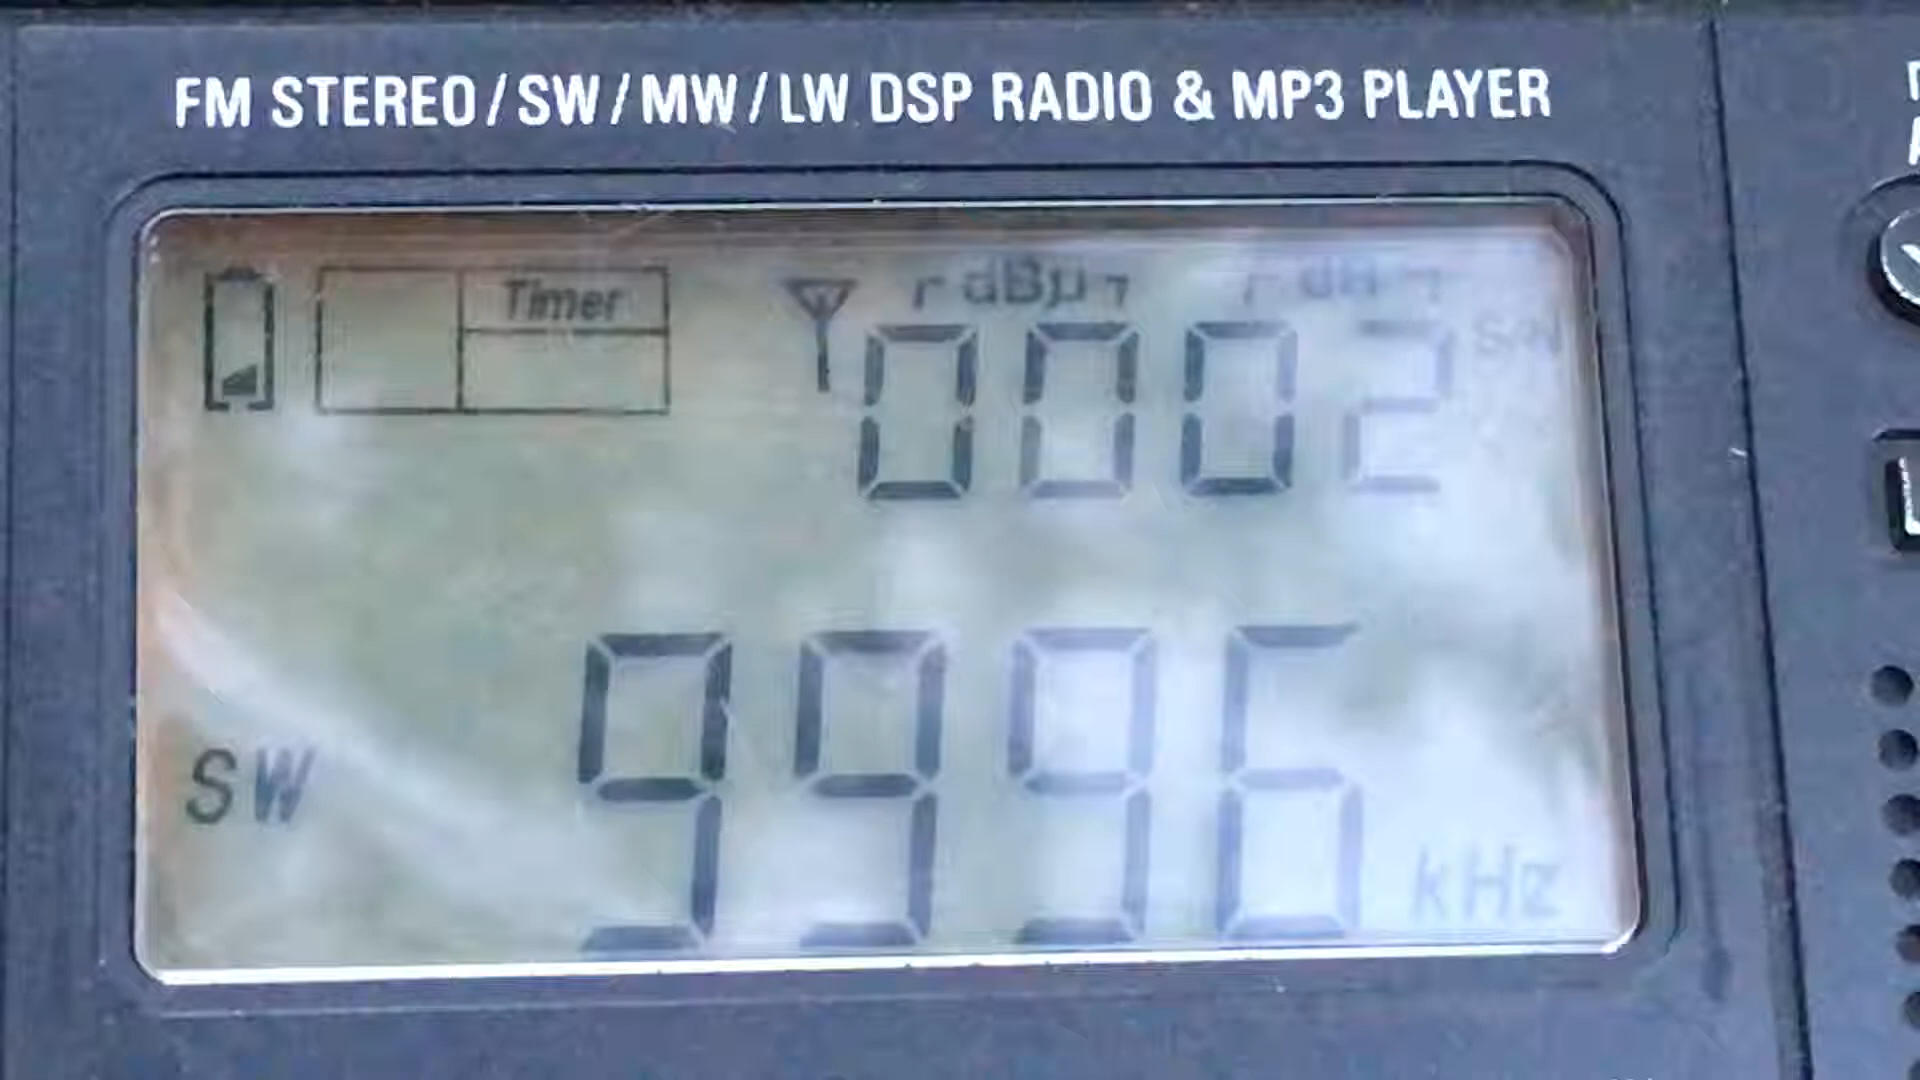 FM STEREO/SW/MW/LW DSP RADIO & MP3 PLAYER
Timer
dBµ
0002
SW
9996
kHz